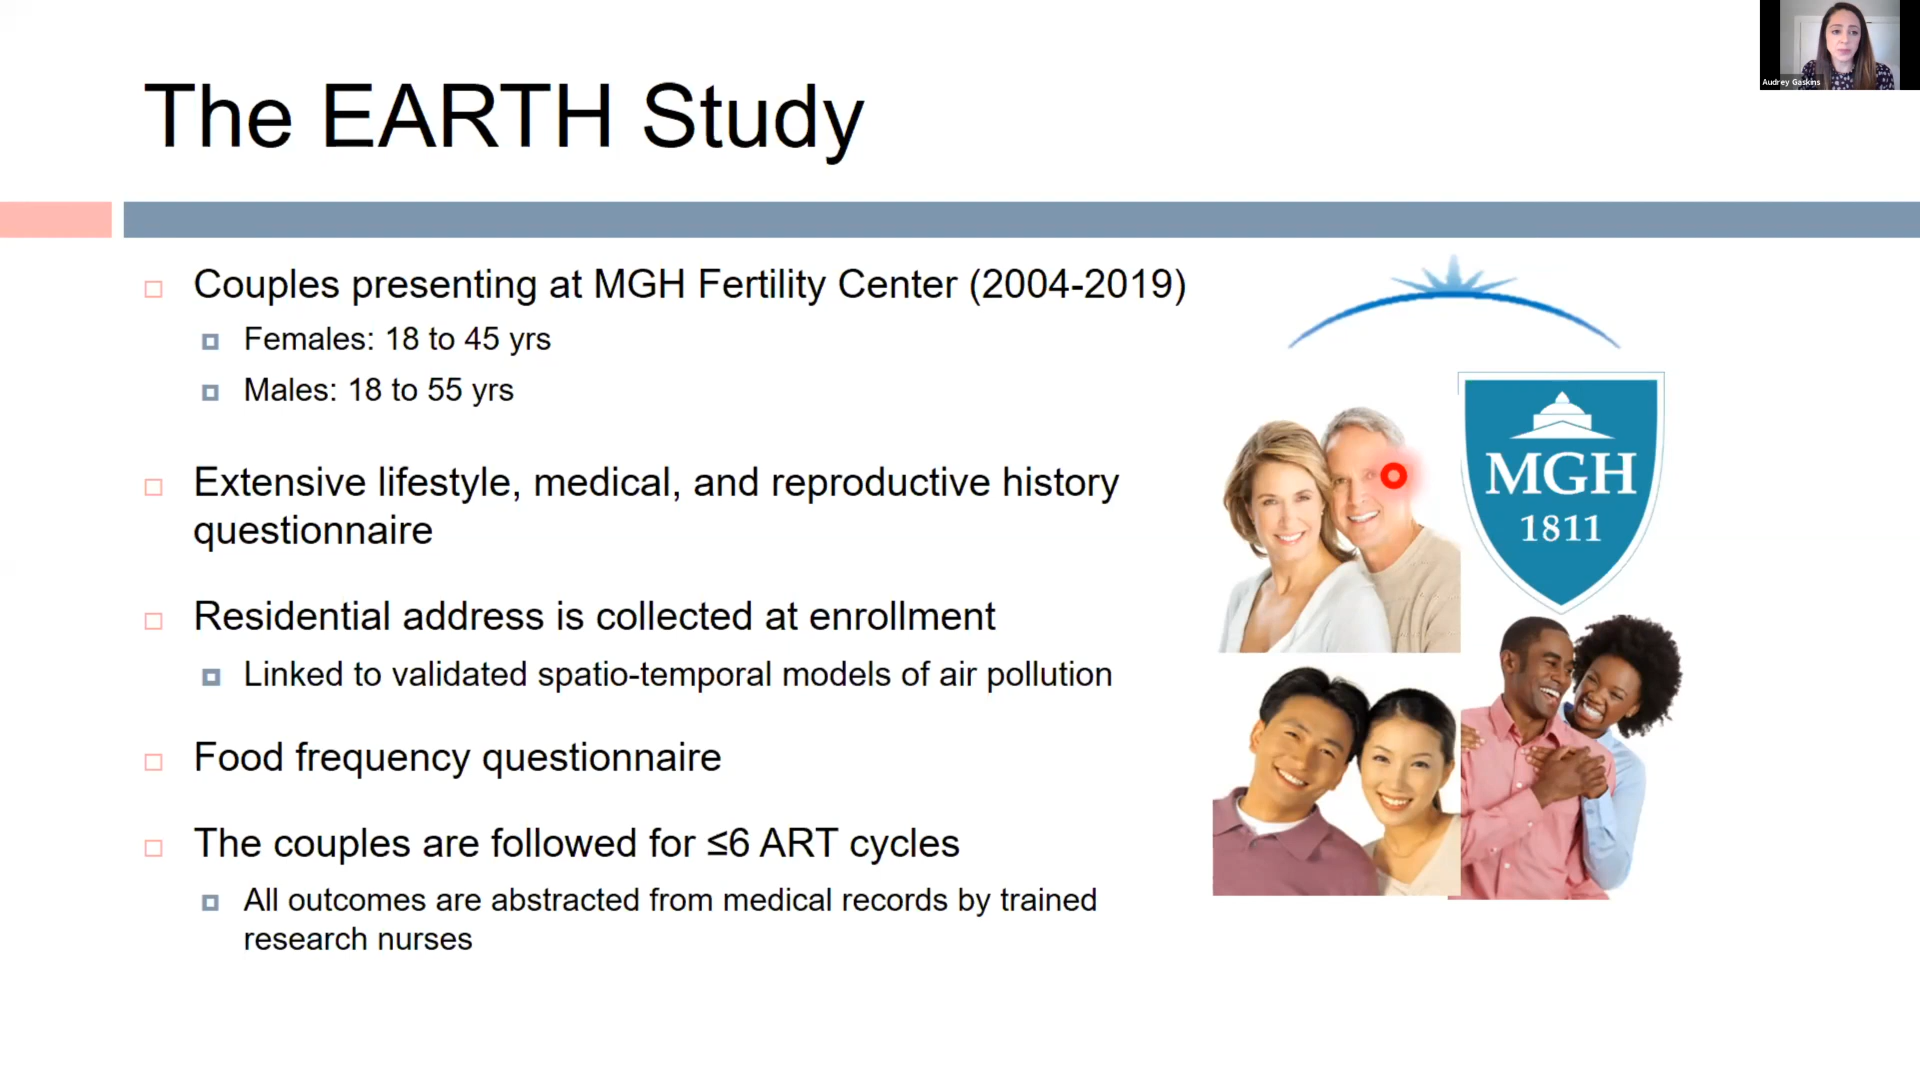 The EARTH Study
Audrey Gaskins
Couples presenting at MGH Fertility Center (2004-2019)
Females: 18 to 45 yrs
Males: 18 to 55 yrs
Extensive lifestyle, medical, and reproductive history
questionnaire
Residential address is collected at enrollment
Linked to validated spatio-temporal models of air pollution
Food frequency questionnaire
The couples are followed for ≤6 ART cycles
All outcomes are abstracted from medical records by trained
research nurses
MGH
1811